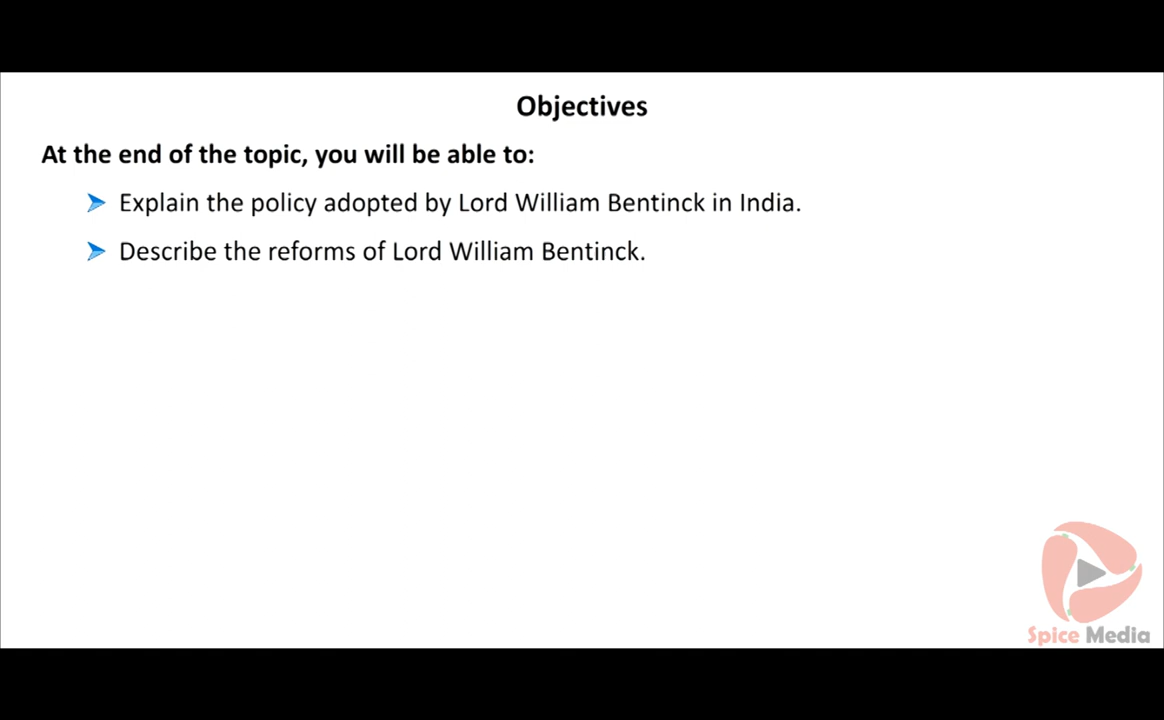 Objectives
At the end of the topic, you will be able to:
Explain the policy adopted by Lord William Bentinck in India.
Describe the reforms of Lord William Bentinck.
Spice Media